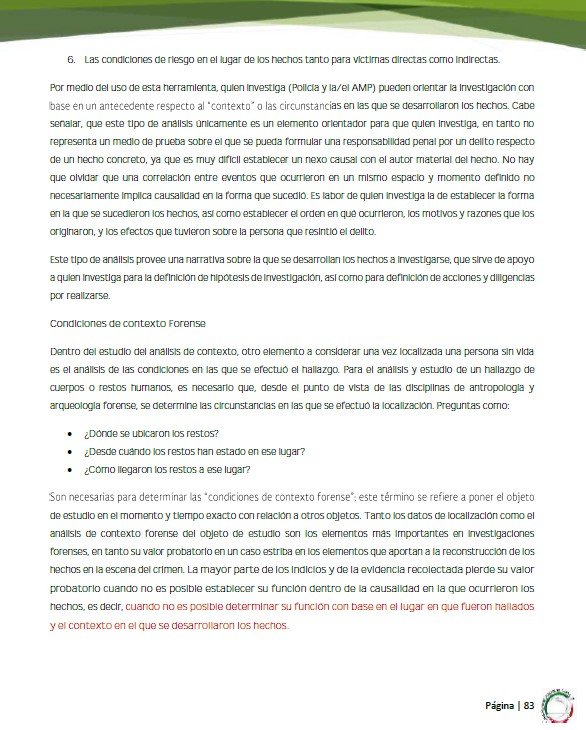 6. Las condiciones de riesgo en el lugar de los hechos tanto para víctimas directas como indirectas.
Por medio del uso de esta herramienta, quien investiga (Policía y la/el AMP) pueden orientar la investigación con
base en un antecedente respecto al "contexto" o las circunstancias en las que se desarrollaron los hechos. Cabe
señalar, que este tipo de análisis únicamente es un elemento orientador para que quien investiga, en tanto no
representa un medio de prueba sobre el que se pueda formular una responsabilidad penal por un delito respecto
de un hecho concreto, ya que es muy difícil establecer un nexo causal con el autor material del hecho. No hay
que olvidar que una correlación entre eventos que ocurrieron en un mismo espacio y momento definido no
necesariamente implica causalidad en la forma que sucedió. Es labor de quien investiga la de establecer la forma
en la que se sucedieron los hechos, así como establecer el orden en qué ocurrieron, los motivos y razones que los
originaron, y los efectos que tuvieron sobre la persona que resintió el delito.
Este tipo de análisis provee una narrativa sobre la que se desarrollan los hechos a investigarse, que sirve de apoyo
a quien investiga para la definición de hipótesis de investigación, así como para definición de acciones y diligencias
por realizarse.
Condiciones de contexto Forense
Dentro del estudio del análisis de contexto, otro elemento a considerar una vez localizada una persona sin vida
es el análisis de las condiciones en las que se efectuó el hallazgo. Para el análisis y estudio de un hallazgo de
cuerpos o restos humanos, es necesario que, desde el punto de vista de las disciplinas de antropología y
arqueología forense, se determine las circunstancias en las que se efectuó la localización. Preguntas como:
• ¿Dónde se ubicaron los restos?
• ¿Desde cuándo los restos han estado en ese lugar?
• ¿Cómo llegaron los restos a ese lugar?
Son necesarias para determinar las "condiciones de contexto forense"; este término se refiere a poner el objeto
de estudio en el momento y tiempo exacto con relación a otros objetos. Tanto los datos de localización como el
análisis de contexto forense del objeto de estudio son los elementos más importantes en investigaciones
forenses, en tanto su valor probatorio en un caso estriba en los elementos que aportan a la reconstrucción de los
hechos en la escena del crimen. La mayor parte de los indicios y de la evidencia recolectada pierde su valor
probatorio cuando no es posible establecer su función dentro de la causalidad en la que ocurrieron los
hechos, es decir, cuando no es posible determinar su función con base en el lugar en que fueron hallados
y el contexto en el que se desarrollaron los hechos.
Página | 83